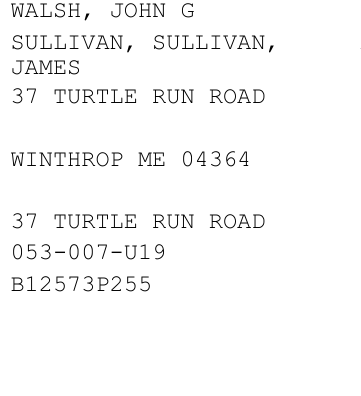 WALSH, JOHN G
SULLIVAN, SULLIVAN,
JAMES
37 TURTLE RUN ROAD
WINTHROP ME 04364
37 TURTLE RUN ROAD
053-007-U19
B12573P255